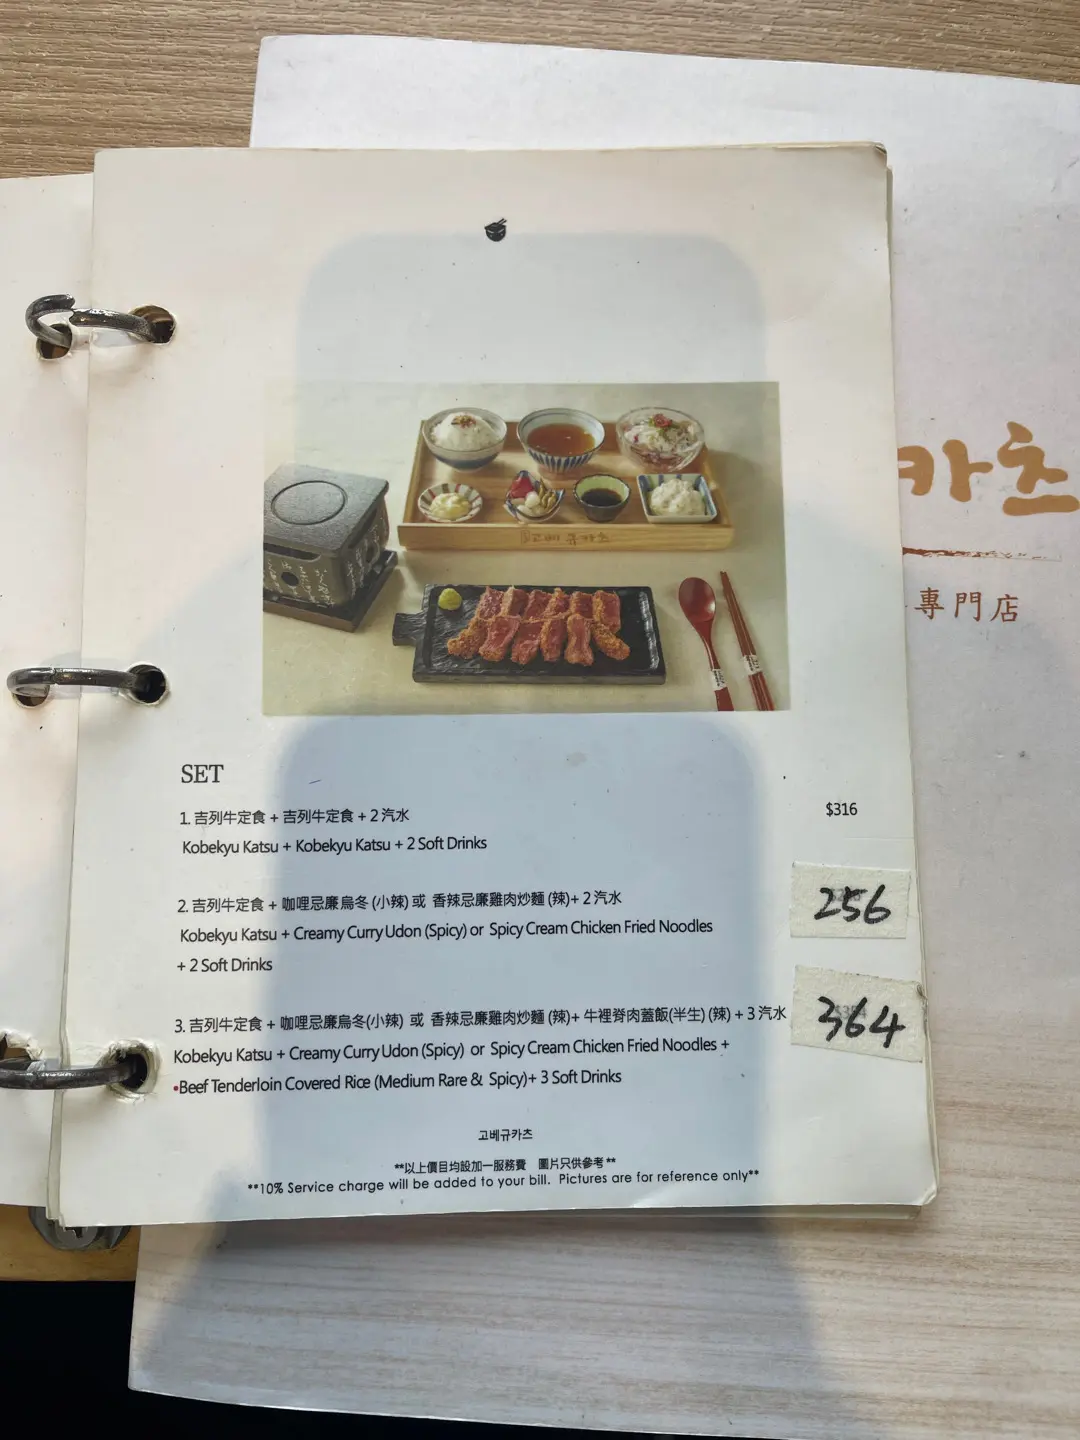 카츠
專門店
고베규카츠
SET
1. 吉列牛定食 + 吉列牛定食 + 2 汽水
$316
Kobekyu Katsu + Kobekyu Katsu + 2 Soft Drinks
2. 吉列牛定食 + 咖哩忌廉烏冬 (小辣) 或 香辣忌廉雞肉炒麵 (辣)+ 2 汽水
256
Kobekyu Katsu + Creamy Curry Udon (Spicy) or Spicy Cream Chicken Fried Noodles
+ 2 Soft Drinks
3. 吉列牛定食 + 咖哩忌廉烏冬(小辣) 或 香辣忌廉雞肉炒麵 (辣)+ 牛裡脊肉蓋飯(半生) (辣) + 3 汽水
364
Kobekyu Katsu + Creamy Curry Udon (Spicy) or Spicy Cream Chicken Fried Noodles +
•Beef Tenderloin Covered Rice (Medium Rare & Spicy)+ 3 Soft Drinks
고베규카츠
**以上價目均設加一服務費 圖片只供參考**
**10% Service charge will be added to your bill. Pictures are for reference only**